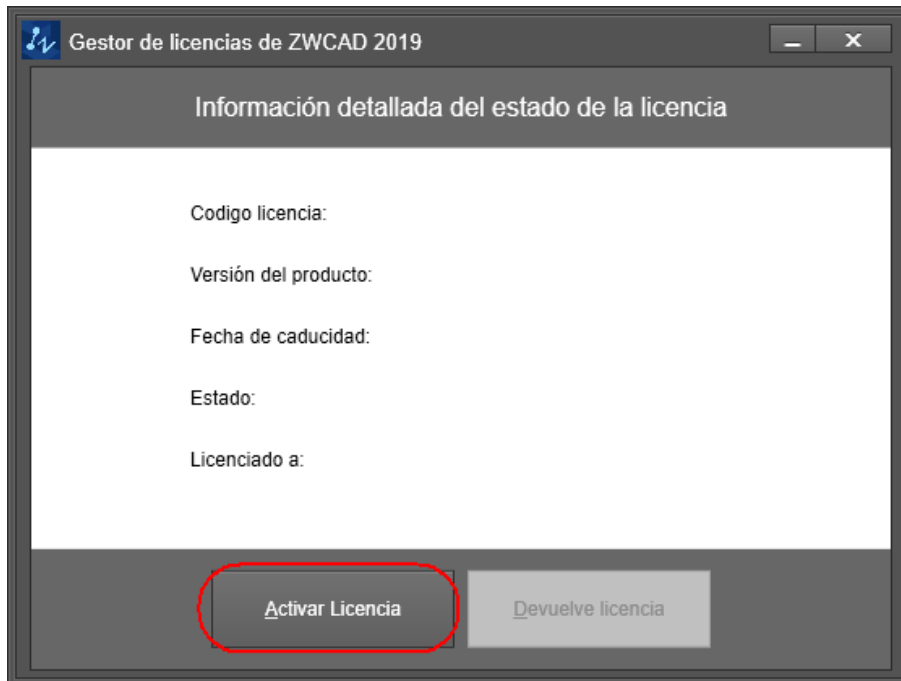 Gestor de licencias de ZWCAD 2019
Información detallada del estado de la licencia
Codigo licencia:
Versión del producto:
Fecha de caducidad:
Estado:
Licenciado a:
Activar Licencia
Devuelve licencia